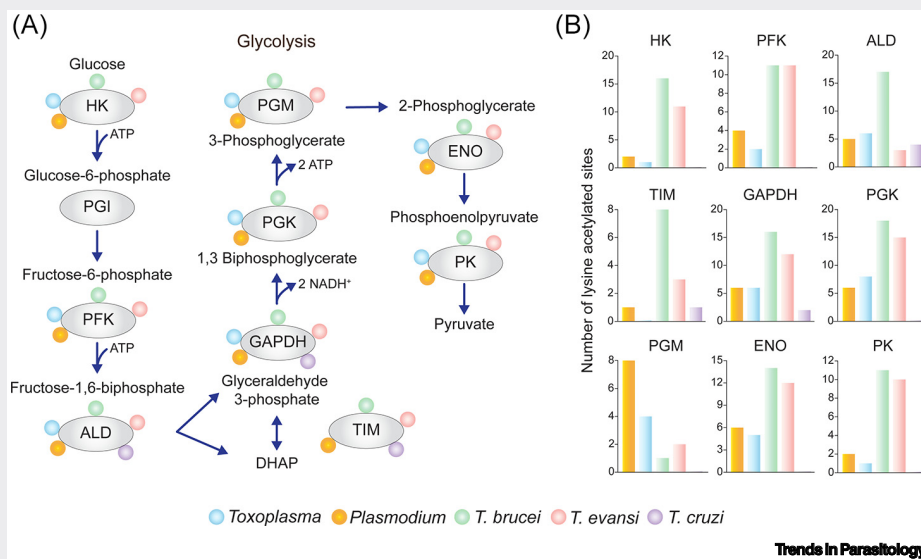 (A)
Glycolysis
Glucose
HK
ATP
Glucose-6-phosphate
PGI
Fructose-6-phosphate
PFK
ATP
Fructose-1,6-biphosphate
ALD
PGM
3-Phosphoglycerate
2 ATP
PGK
1,3 Biphosphoglycerate
2 NADH⁺
GAPDH
Glyceraldehyde
3-phosphate
DHAP
TIM
2-Phosphoglycerate
ENO
Phosphoenolpyruvate
PK
Pyruvate
(B)
Number of lysine acetylated sites
HK
20
15
10
5
0
PFK
12
10
8
6
4
2
0
ALD
20
15
10
5
0
TIM
8
6
4
2
0
GAPDH
20
15
10
5
0
PGK
20
15
10
5
0
PGM
8
6
4
2
0
ENO
15
12
9
6
3
0
PK
12
10
8
6
4
2
0
Toxoplasma Plasmodium T. brucei T. evansi T. cruzi
Trends in Parasitology